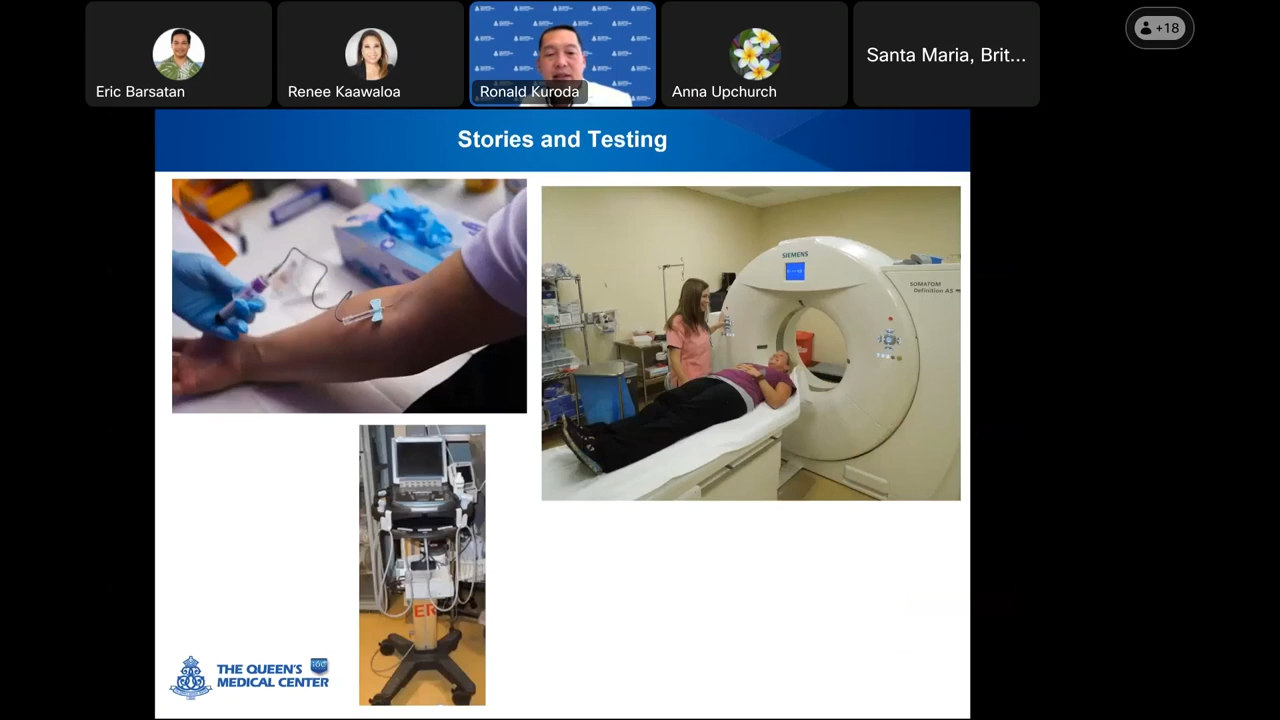 Eric Barsatan
Renee Kaawaloa
Ronald Kuroda
Anna Upchurch
Santa Maria, Brit...
+18
Stories and Testing
SIEMENS
SOMATOM
Definition AS
ER
THE QUEEN'S
MEDICAL CENTER